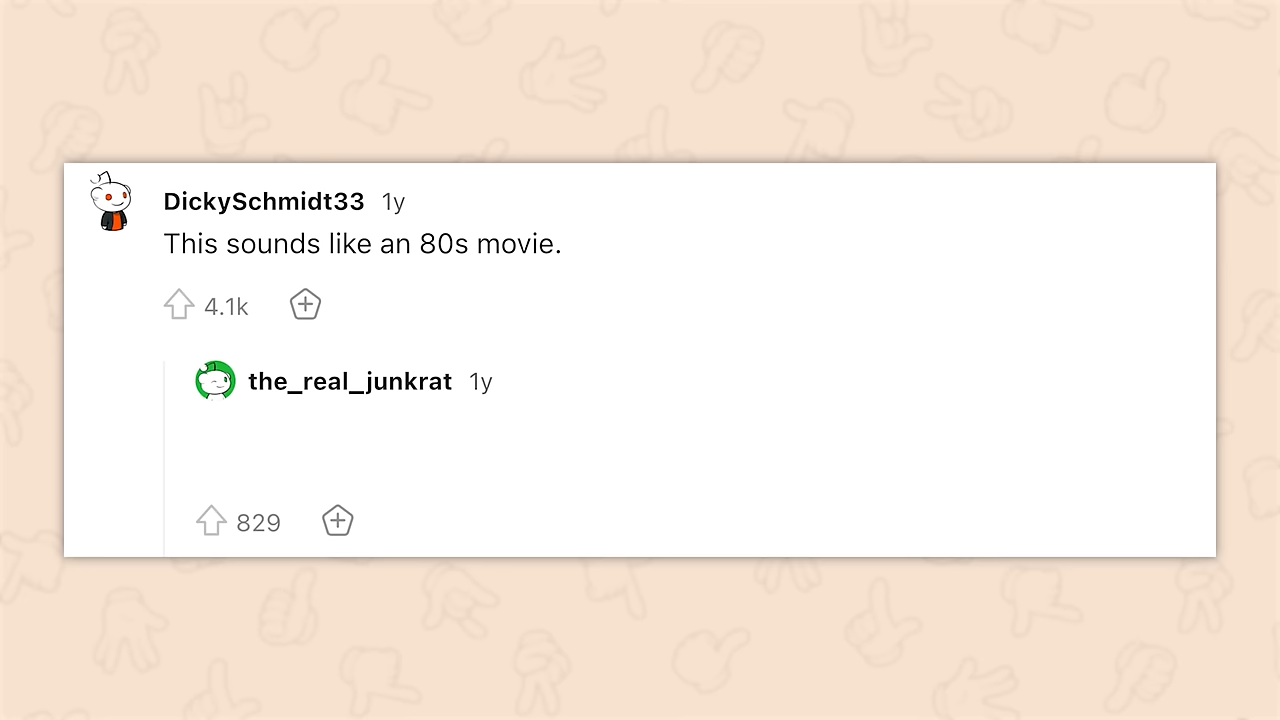 DickySchmidt33 1y
This sounds like an 80s movie.
4.1k
the_real_junkrat 1y
829